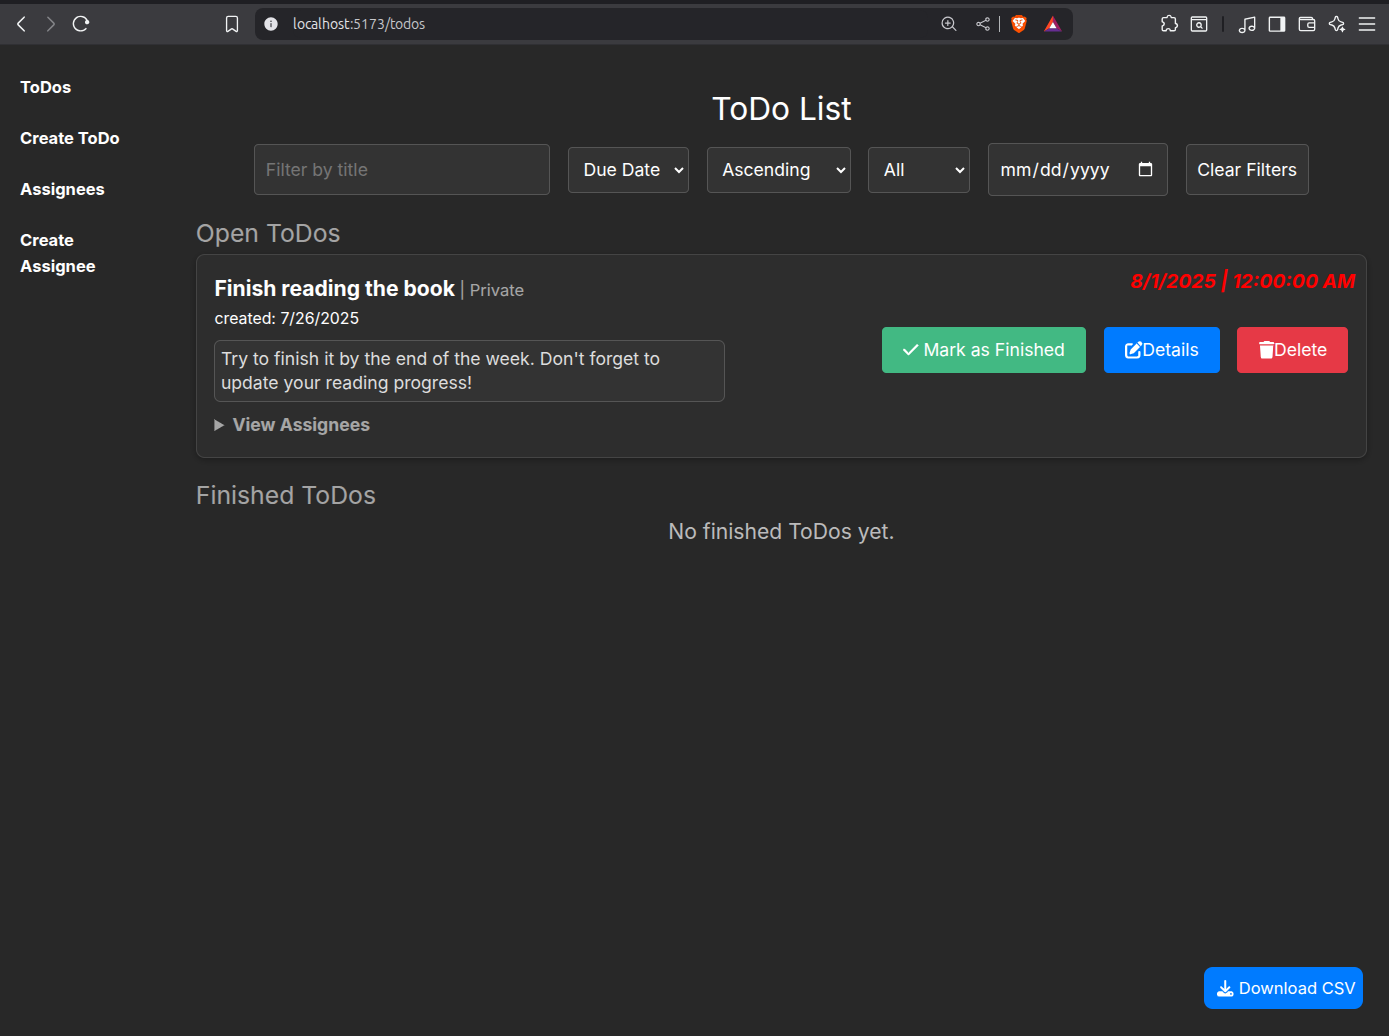 localhost:5173/todos
ToDos
Create ToDo
Assignees
Create
Assignee
ToDo List
Filter by title
Due Date
Ascending
All
mm/dd/yyyy
Clear Filters
Open ToDos
Finish reading the book | Private
8/1/2025 | 12:00:00 AM
created: 7/26/2025
Try to finish it by the end of the week. Don't forget to
update your reading progress!
Mark as Finished
Details
Delete
View Assignees
Finished ToDos
No finished ToDos yet.
Download CSV